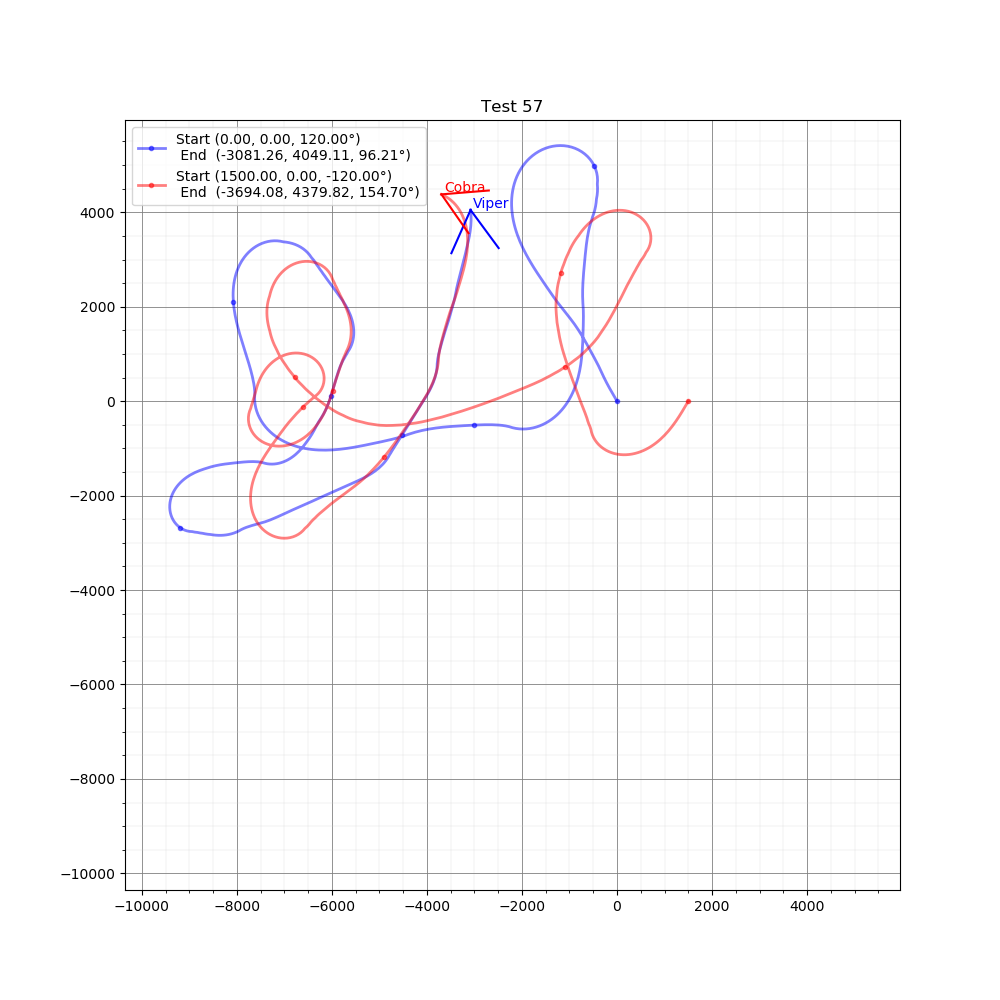 Test 57
Start (0.00, 0.00, 120.00°)
End (-3081.26, 4049.11, 96.21°)
Start (1500.00, 0.00, -120.00°)
End (-3694.08, 4379.82, 154.70°)
Cobra
Viper
4000
2000
0
−2000
−4000
−6000
−8000
−10000
−10000 −8000 −6000 −4000 −2000 0 2000 4000